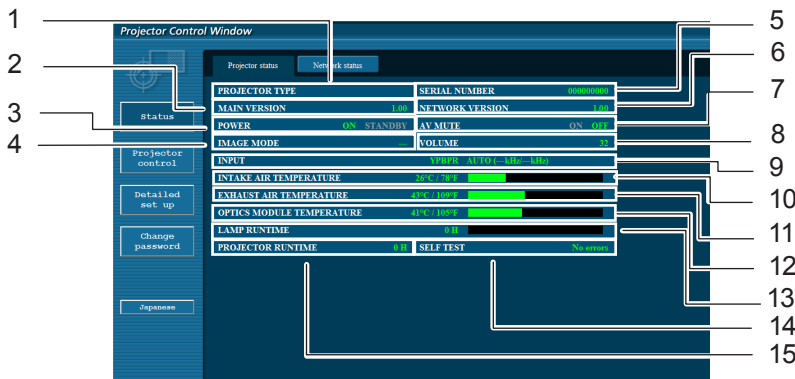 Projector Control Window
Projector status Network status
PROJECTOR TYPE SERIAL NUMBER 000000000
MAIN VERSION 1.00 NETWORK VERSION 1.00
POWER ON STANDBY AV MUTE ON OFF
IMAGE MODE --- VOLUME 32
INPUT YPBPR AUTO (---kHz/---kHz)
INTAKE AIR TEMPERATURE 26°C / 78°F
EXHAUST AIR TEMPERATURE 43°C / 109°F
OPTICS MODULE TEMPERATURE 41°C / 105°F
LAMP RUNTIME 0 H
PROJECTOR RUNTIME 0 H SELF TEST No errors
Status
Projector
control
Detailed
set up
Change
password
Japanese
1
2
3
4
5
6
7
8
9
10
11
12
13
14
15